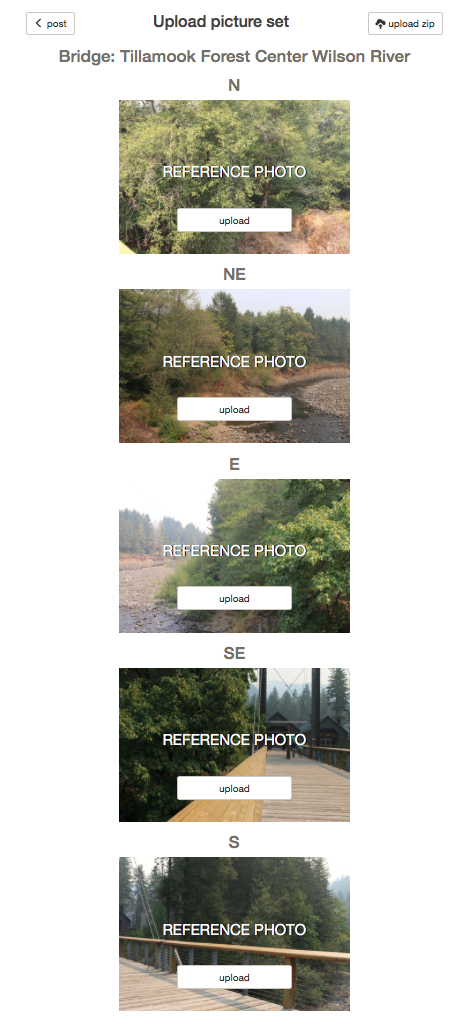 post
Upload picture set
upload zip
Bridge: Tillamook Forest Center Wilson River
N
REFERENCE PHOTO
upload
NE
REFERENCE PHOTO
upload
E
REFERENCE PHOTO
upload
SE
REFERENCE PHOTO
upload
S
REFERENCE PHOTO
upload